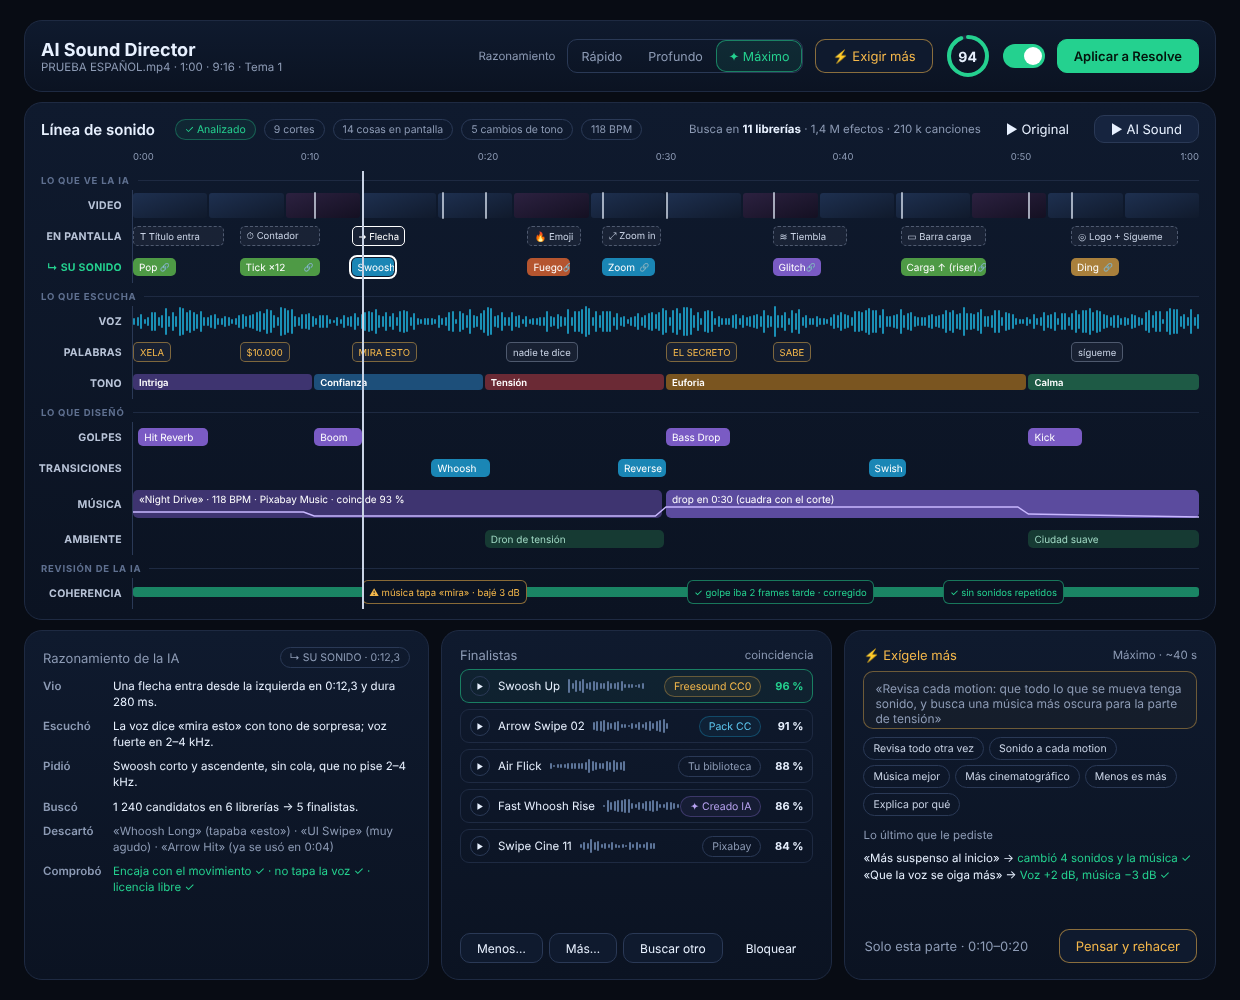 AI Sound Director
PRUEBA ESPAÑOL.mp4 · 1:00 · 9:16 · Tema 1
Razonamiento
Rápido
Profundo
✦ Máximo
⚡ Exigir más
94
Aplicar a Resolve
Línea de sonido
✓ Analizado
9 cortes
14 cosas en pantalla
5 cambios de tono
118 BPM
Busca en 11 librerías · 1,4 M efectos · 210 k canciones
▶ Original
▶ AI Sound
0:00
0:10
0:20
0:30
0:40
0:50
1:00
LO QUE VE LA IA
VIDEO
EN PANTALLA
T Título entra
⏱ Contador
→ Flecha
🔥 Emoji
⤢ Zoom in
≋ Tiembla
▭ Barra carga
◎ Logo + Sígueme
↳ SU SONIDO
Pop 🔗
Tick ×12 🔗
Swoosh
Fuego 🔗
Zoom 🔗
Glitch 🔗
Carga ↑ (riser) 🔗
Ding 🔗
LO QUE ESCUCHA
VOZ
PALABRAS
XELA
$10.000
MIRA ESTO
nadie te dice
EL SECRETO
SABE
sígueme
TONO
Intriga
Confianza
Tensión
Euforia
Calma
LO QUE DISEÑÓ
GOLPES
Hit Reverb
Boom
Bass Drop
Kick
TRANSICIONES
Whoosh
Reverse
Swish
MÚSICA
«Night Drive» · 118 BPM · Pixabay Music · coincide 93 %
drop en 0:30 (cuadra con el corte)
AMBIENTE
Dron de tensión
Ciudad suave
REVISIÓN DE LA IA
COHERENCIA
⚠ música tapa «mira» · bajé 3 dB
✓ golpe iba 2 frames tarde · corregido
✓ sin sonidos repetidos
Razonamiento de la IA
↳ SU SONIDO · 0:12,3
Vio
Una flecha entra desde la izquierda en 0:12,3 y dura
280 ms.
Escuchó
La voz dice «mira esto» con tono de sorpresa; voz
fuerte en 2–4 kHz.
Pidió
Swoosh corto y ascendente, sin cola, que no pise 2–4
kHz.
Buscó
1 240 candidatos en 6 librerías → 5 finalistas.
Descartó
«Whoosh Long» (tapaba «esto») · «UI Swipe» (muy
agudo) · «Arrow Hit» (ya se usó en 0:04)
Comprobó
Encaja con el movimiento ✓ · no tapa la voz ✓ ·
licencia libre ✓
Finalistas
coincidencia
Swoosh Up
Freesound CC0
96 %
Arrow Swipe 02
Pack CC
91 %
Air Flick
Tu biblioteca
88 %
Fast Whoosh Rise
✦ Creado IA
86 %
Swipe Cine 11
Pixabay
84 %
Menos...
Más...
Buscar otro
Bloquear
⚡ Exígele más
Máximo · ~40 s
«Revisa cada motion: que todo lo que se mueva tenga
sonido, y busca una música más oscura para la parte
de tensión»
Revisa todo otra vez
Sonido a cada motion
Música mejor
Más cinematográfico
Menos es más
Explica por qué
Lo último que le pediste
«Más suspenso al inicio» → cambió 4 sonidos y la música ✓
«Que la voz se oiga más» → Voz +2 dB, música −3 dB ✓
Solo esta parte · 0:10–0:20
Pensar y rehacer